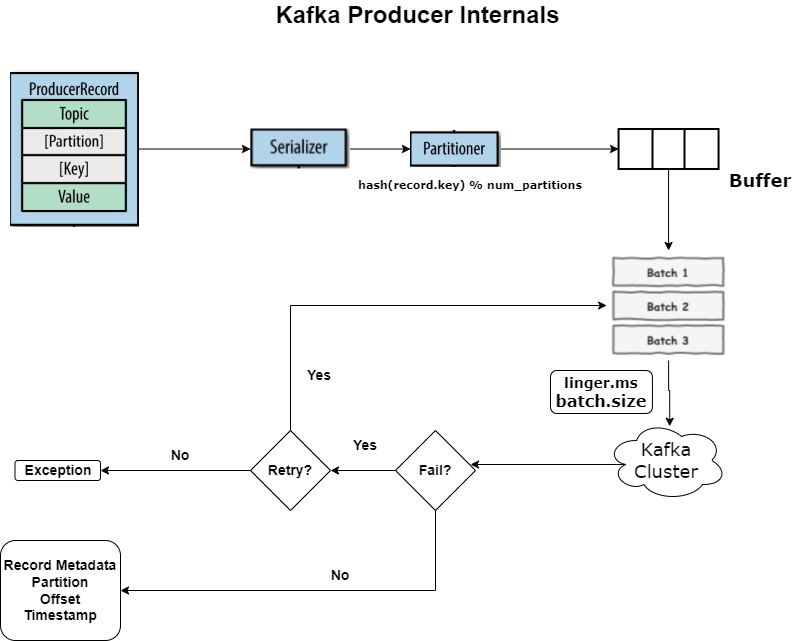 Kafka Producer Internals
ProducerRecord
Topic
[Partition]
[Key]
Value
Serializer
Partitioner
hash(record.key) % num_partitions
Buffer
Batch 1
Batch 2
Batch 3
linger.ms
batch.size
Kafka
Cluster
Fail?
Yes
Retry?
Yes
No
Exception
No
Record Metadata
Partition
Offset
Timestamp